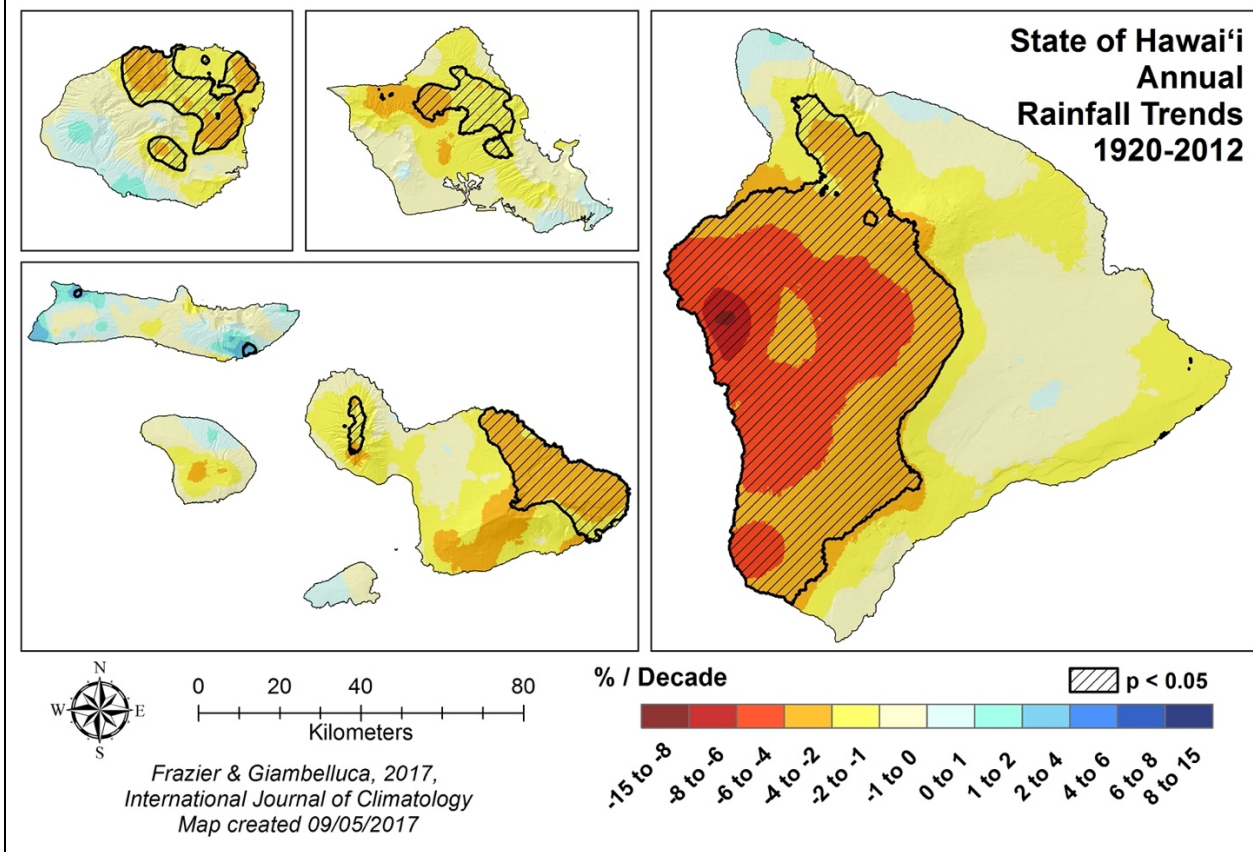 State of Hawai‘i
Annual
Rainfall Trends
1920-2012
N
W E
S
0 20 40 80
Kilometers
Frazier & Giambelluca, 2017,
International Journal of Climatology
Map created 09/05/2017
% / Decade
p < 0.05
-15 to -8
-8 to -6
-6 to -4
-4 to -2
-2 to -1
-1 to 0
0 to 1
1 to 2
2 to 4
4 to 6
6 to 8
8 to 15